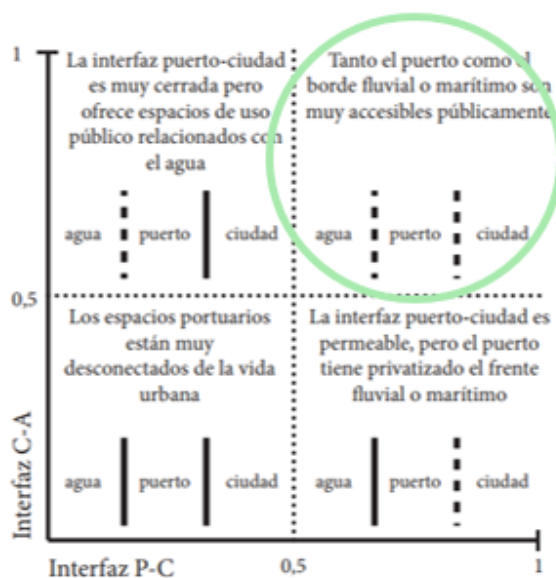 1
La interfaz puerto-ciudad
es muy cerrada pero
ofrece espacios de uso
público relacionados con
el agua
agua puerto ciudad
Tanto el puerto como el
borde fluvial o marítimo son
muy accesibles públicamente
agua puerto ciudad
0,5
Los espacios portuarios
están muy
desconectados de la vida
urbana
agua puerto ciudad
La interfaz puerto-ciudad es
permeable, pero el puerto
tiene privatizado el frente
fluvial o marítimo
agua puerto ciudad
Interfaz C-A
Interfaz P-C
0,5
1